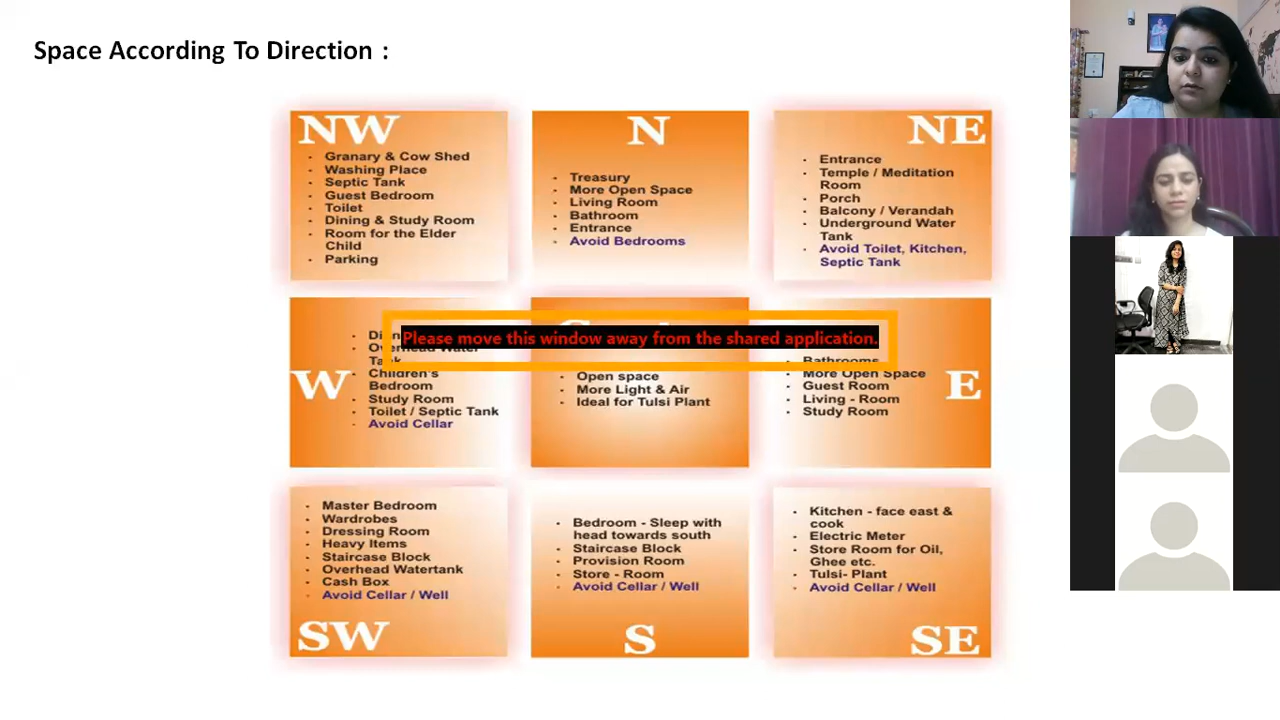 Space According To Direction :
NW
Granary & Cow Shed
Washing Place
Septic Tank
Guest Bedroom
Toilet
Dining & Study Room
Room for the Elder
Child
Parking
N
Treasury
More Open Space
Living Room
Bathroom
Entrance
Avoid Bedrooms
NE
Entrance
Temple / Meditation
Room
Porch
Balcony / Verandah
Underground Water
Tank
Avoid Toilet, Kitchen,
Septic Tank
Please move this window away from the shared application.
W
Overhead Water
Tank
Children's
Bedroom
Study Room
Toilet / Septic Tank
Avoid Cellar
Open space
More Light & Air
Ideal for Tulsi Plant
E
Bathrooms
More Open Space
Guest Room
Living - Room
Study Room
Master Bedroom
Wardrobes
Dressing Room
Heavy Items
Staircase Block
Overhead Watertank
Cash Box
Avoid Cellar / Well
SW
Bedroom - Sleep with
head towards south
Staircase Block
Provision Room
Store - Room
Avoid Cellar / Well
S
Kitchen - face east &
cook
Electric Meter
Store Room for Oil,
Ghee etc.
Tulsi- Plant
Avoid Cellar / Well
SE